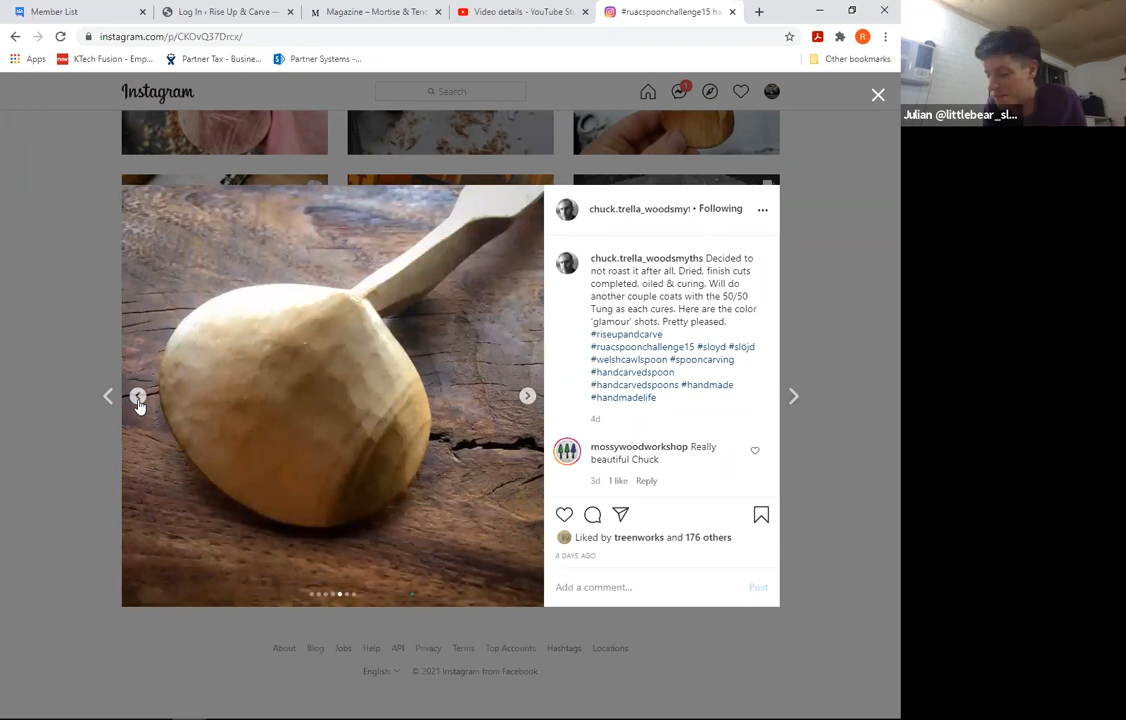 Member List
Log In ‹ Rise Up & Carve —
Magazine – Mortise & Ten
Video details - YouTube St
#ruacspoonchallenge15 ha
instagram.com/p/CKOvQ37Drcx/
Apps
KTech Fusion - Emp...
Partner Tax - Busine...
Partner Systems -...
Other bookmarks
Julian @littlebear_sl...
Instagram
Search
1
chuck.trella_woodsmyt • Following
chuck.trella_woodsmyths Decided to
not roast it after all. Dried, finish cuts
completed, oiled & curing. Will do
another couple coats with the 50/50
Tung as each cures. Here are the color
'glamour' shots. Pretty pleased.
#riseupandcarve
#ruacspoonchallenge15 #sloyd #slöjd
#welshcawlspoon #spooncarving
#handcarvedspoon
#handcarvedspoons #handmade
#handmadelife
4d
mossywoodworkshop Really
beautiful Chuck
3d 1 like Reply
Liked by treenworks and 176 others
4 DAYS AGO
Add a comment...
Post
About Blog Jobs Help API Privacy Terms Top Accounts Hashtags Locations
English © 2021 Instagram from Facebook